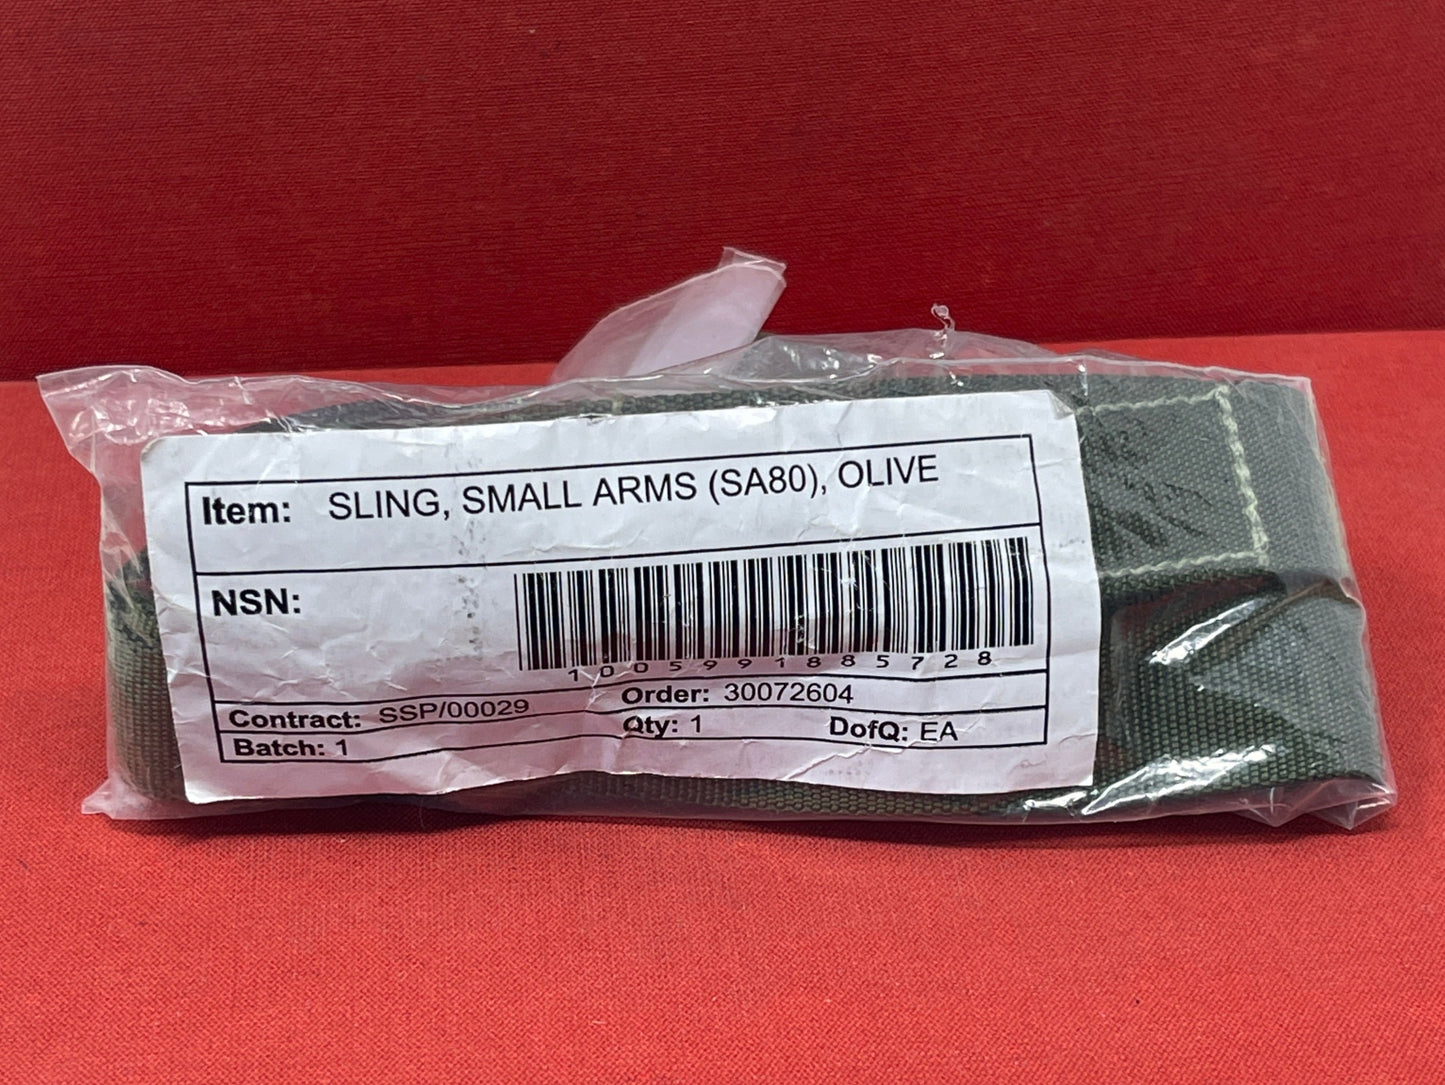 Item: SLING, SMALL ARMS (SA80), OLIVE
NSN:
1005991885728
Contract: SSP/00029 Order: 30072604
Batch: 1 Qty: 1 DofQ: EA